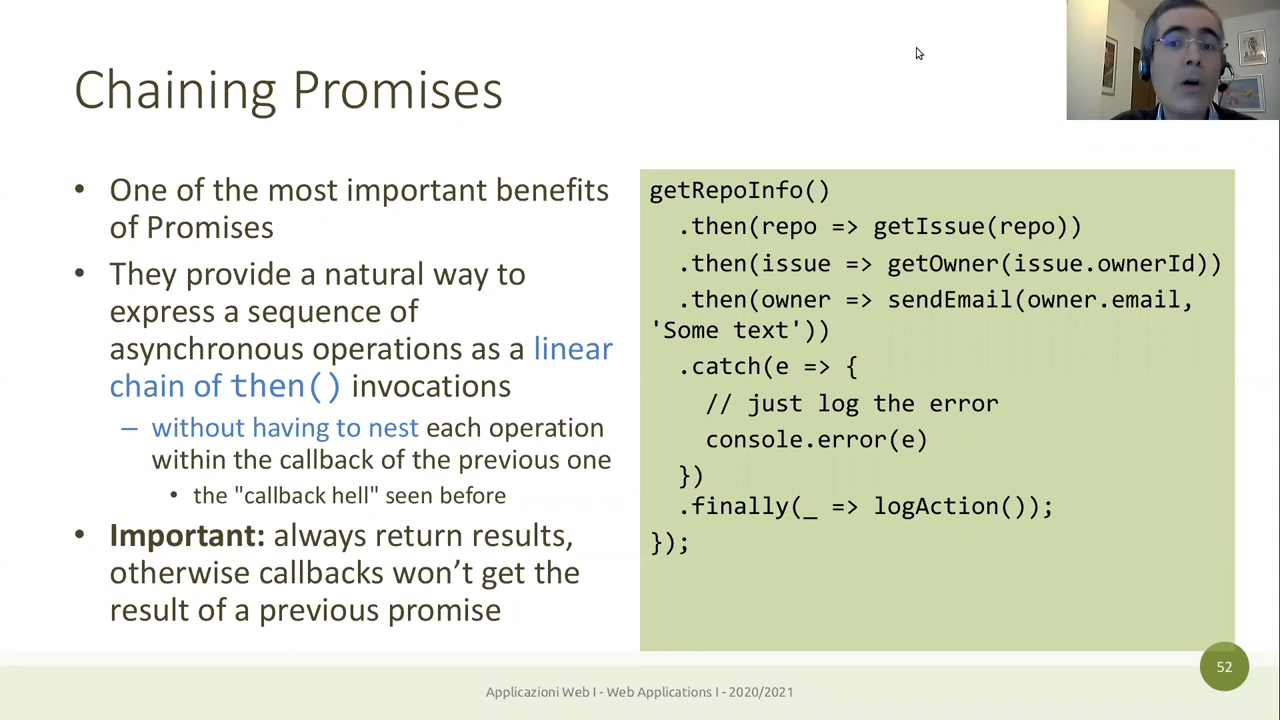 Chaining Promises
• One of the most important benefits
of Promises
• They provide a natural way to
express a sequence of
asynchronous operations as a linear
chain of then() invocations
– without having to nest each operation
within the callback of the previous one
• the "callback hell" seen before
• Important: always return results,
otherwise callbacks won’t get the
result of a previous promise
getRepoInfo()
  .then(repo => getIssue(repo))
  .then(issue => getOwner(issue.ownerId))
  .then(owner => sendEmail(owner.email,
'Some text'))
  .catch(e => {
    // just log the error
    console.error(e)
  })
  .finally(_ => logAction());
});
52
Applicazioni Web I - Web Applications I - 2020/2021